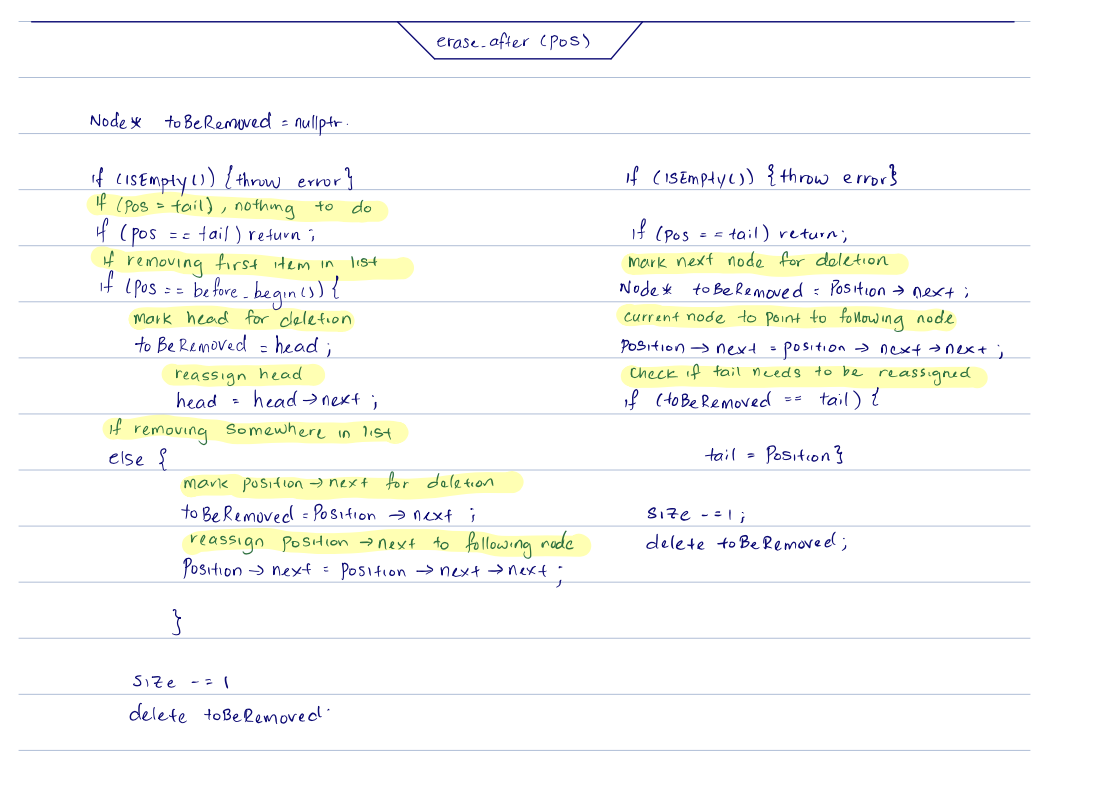 erase_after (pos)
Node* toBeRemoved = nullptr.
if (isEmpty()) {throw error}
if (pos = tail), nothing to do
if (pos == tail) return;
if removing first item in list
if (pos == before_begin()) {
mark head for deletion
toBeRemoved = head;
reassign head
head = head → next;
if removing somewhere in list
else {
mark position → next for deletion
toBeRemoved = Position → next;
reassign position → next to following node
Position → next = Position → next → next;
}
size -= 1
delete toBeRemoved.
if (isEmpty()) {throw error}
if (pos == tail) return;
mark next node for deletion
Node* toBeRemoved = Position → next;
current node to point to following node
Position → next = position → next → next;
check if tail needs to be reassigned
if (toBeRemoved == tail) {
tail = Position}
size -= 1;
delete toBeRemoved;